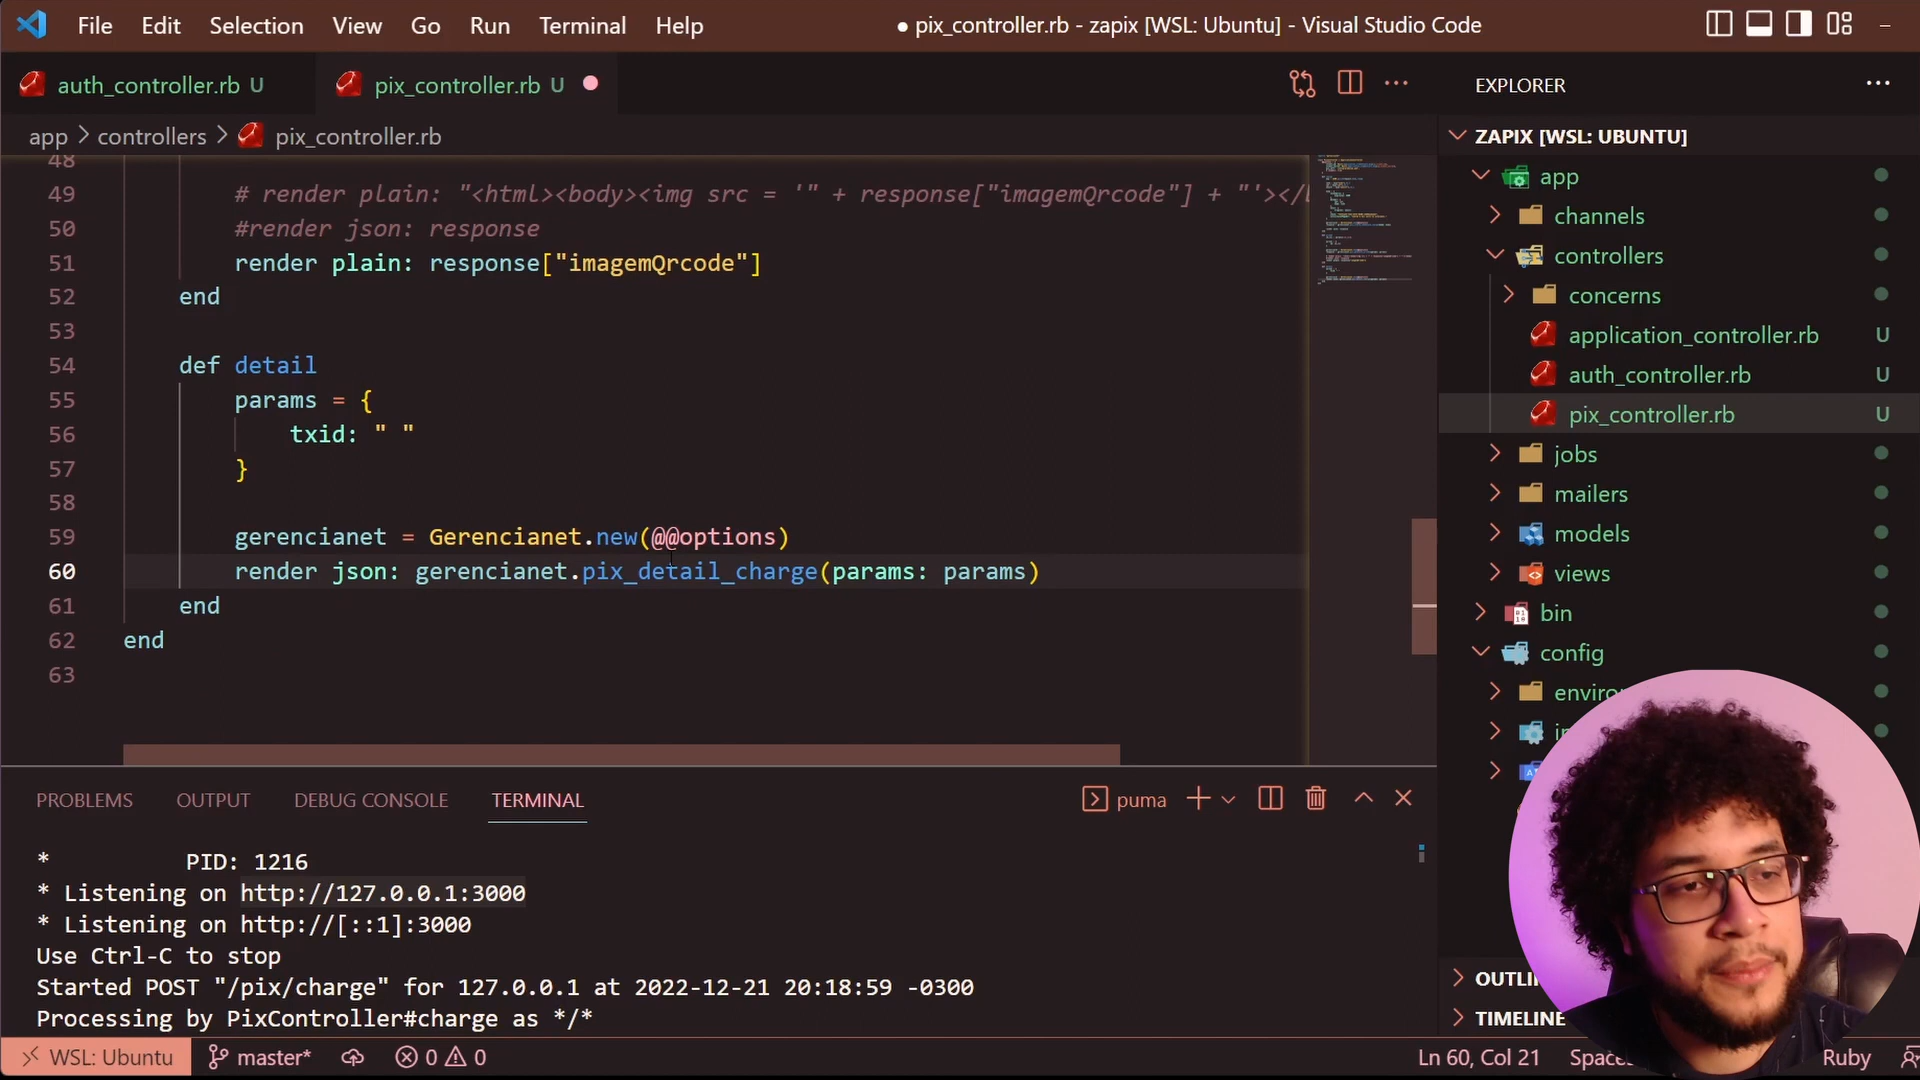 File Edit Selection View Go Run Terminal Help
● pix_controller.rb - zapix [WSL: Ubuntu] - Visual Studio Code
auth_controller.rb U
pix_controller.rb U
app > controllers > pix_controller.rb
48
49 # render plain: "<html><body><img src = '" + response["imagemQrcode"] + "'></
50 #render json: response
51 render plain: response["imagemQrcode"]
52 end
53
54 def detail
55 params = {
56 txid: " "
57 }
58
59 gerencianet = Gerencianet.new(@@options)
60 render json: gerencianet.pix_detail_charge(params: params)
61 end
62 end
63
EXPLORER
ZAPIX [WSL: UBUNTU]
app
channels
controllers
concerns
application_controller.rb U
auth_controller.rb U
pix_controller.rb U
jobs
mailers
models
views
bin
config
TIMELINE
PROBLEMS OUTPUT DEBUG CONSOLE TERMINAL
puma
* PID: 1216
* Listening on http://127.0.0.1:3000
* Listening on http://[::1]:3000
Use Ctrl-C to stop
Started POST "/pix/charge" for 127.0.0.1 at 2022-12-21 20:18:59 -0300
Processing by PixController#charge as */*
WSL: Ubuntu master* 0 0
Ln 60, Col 21
Ruby